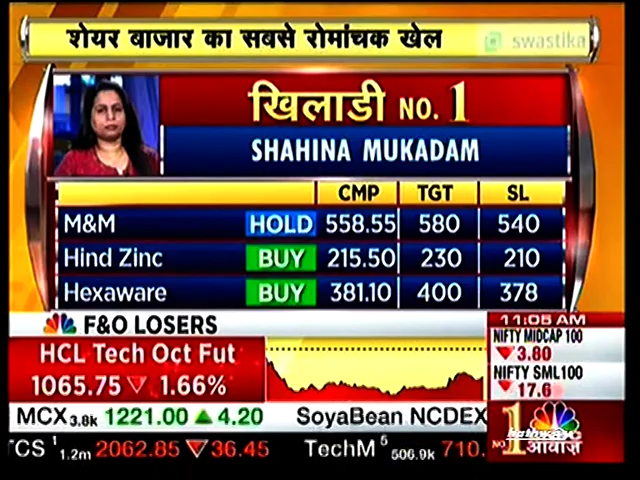 शेयर बाजार का सबसे रोमांचक खेल swastika
खिलाडी NO. 1
SHAHINA MUKADAM
CMP TGT SL
M&M HOLD 558.55 580 540
Hind Zinc BUY 215.50 230 210
Hexaware BUY 381.10 400 378
F&O LOSERS 11:05 AM
HCL Tech Oct Fut NIFTY MIDCAP 100
▼ 3.80
1065.75 ▽ 1.66% NIFTY SML100
▼ 17.6
MCX 3.8k 1221.00 ▲ 4.20 SoyaBean NCDEX
TCS 1.2m 2062.85 ▼ 36.45 TechM 506.9k 710.
NO. 1 आवाज़